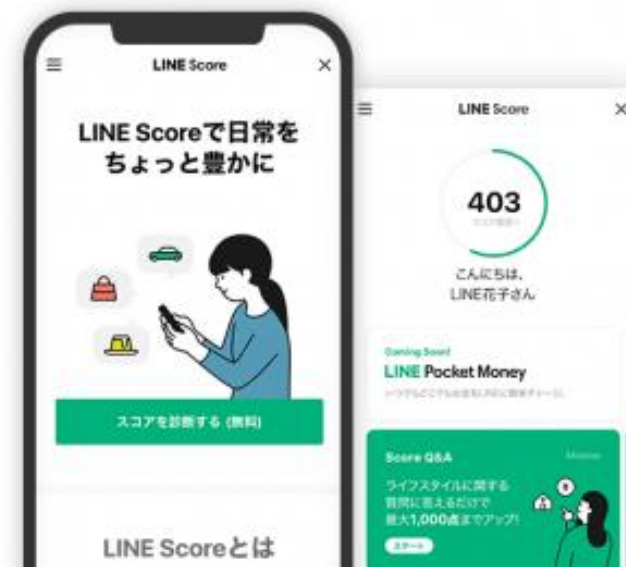 LINE Score
LINE Scoreで日常を
ちょっと豊かに
スコアを診断する (無料)
LINE Scoreとは
LINE Score
403
こんにちは、
LINE花子さん
Coming Soon!
LINE Pocket Money
Score Q&A
ライフスタイルに関する
質問に答えるだけで
最大1,000点までアップ!
スタート